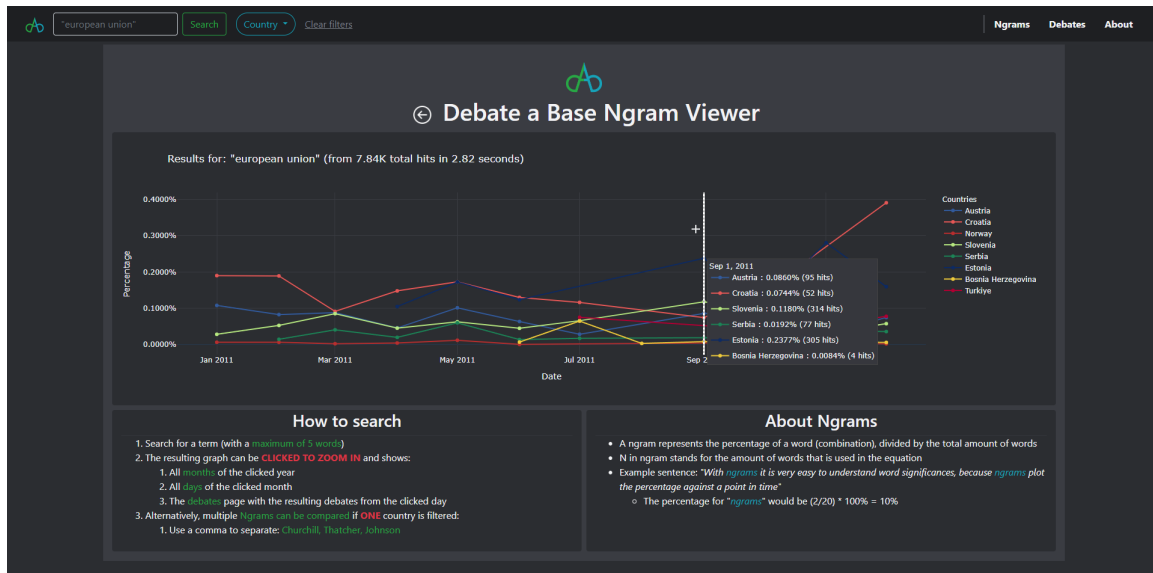 "european union"
Search
Country
Clear filters
Ngrams
Debates
About
Debate a Base Ngram Viewer
Results for: "european union" (from 7.84K total hits in 2.82 seconds)
0.4000%
0.3000%
0.2000%
0.1000%
0.0000%
Percentage
Jan 2011
Mar 2011
May 2011
Jul 2011
Sep 2
Date
Sep 1, 2011
Austria : 0.0860% (95 hits)
Croatia : 0.0744% (52 hits)
Slovenia : 0.1180% (314 hits)
Serbia : 0.0192% (77 hits)
Estonia : 0.2377% (305 hits)
Bosnia Herzegovina : 0.0084% (4 hits)
Countries
Austria
Croatia
Norway
Slovenia
Serbia
Estonia
Bosnia Herzegovina
Turkiye
How to search
1. Search for a term (with a maximum of 5 words)
2. The resulting graph can be CLICKED TO ZOOM IN and shows:
1. All months of the clicked year
2. All days of the clicked month
3. The debates page with the resulting debates from the clicked day
3. Alternatively, multiple Ngrams can be compared if ONE country is filtered:
1. Use a comma to separate: Churchill, Thatcher, Johnson
About Ngrams
• A ngram represents the percentage of a word (combination), divided by the total amount of words
• N in ngram stands for the amount of words that is used in the equation
• Example sentence: "With ngrams it is very easy to understand word significances, because ngrams plot
the percentage against a point in time"
○ The percentage for "ngrams" would be (2/20) * 100% = 10%